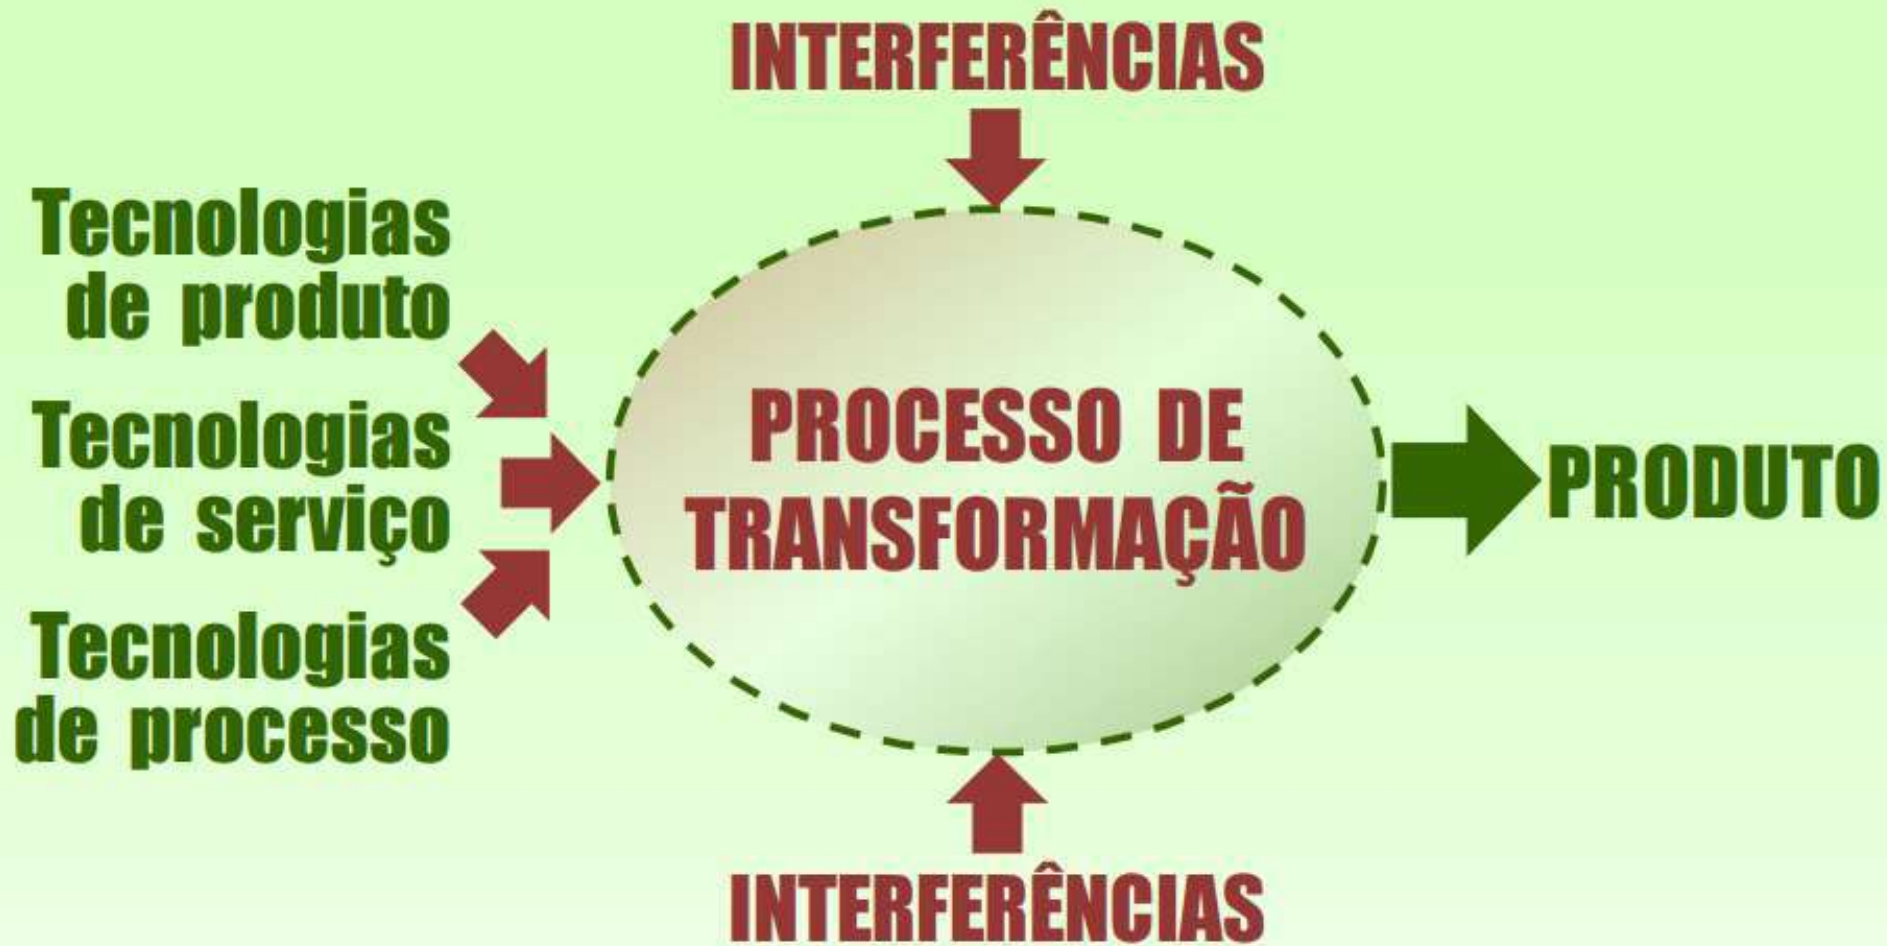 INTERFERÊNCIAS
Tecnologias
de produto
Tecnologias
de serviço
Tecnologias
de processo
PROCESSO DE
TRANSFORMAÇÃO
PRODUTO
INTERFERÊNCIAS